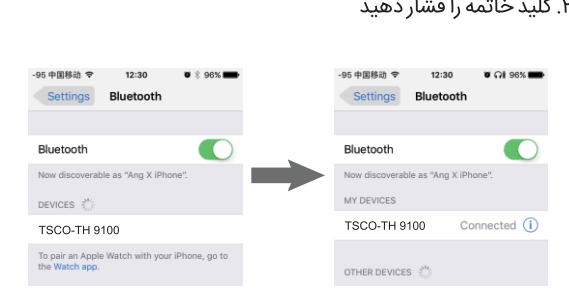 ۲. کلید خاتمه را فشار دهید
-95 中国移动 12:30 96%
Settings Bluetooth
Bluetooth
Now discoverable as "Ang X iPhone".
DEVICES
TSCO-TH 9100
To pair an Apple Watch with your iPhone, go to
the Watch app.
-95 中国移动 12:30 96%
Settings Bluetooth
Bluetooth
Now discoverable as "Ang X iPhone".
MY DEVICES
TSCO-TH 9100 Connected i
OTHER DEVICES